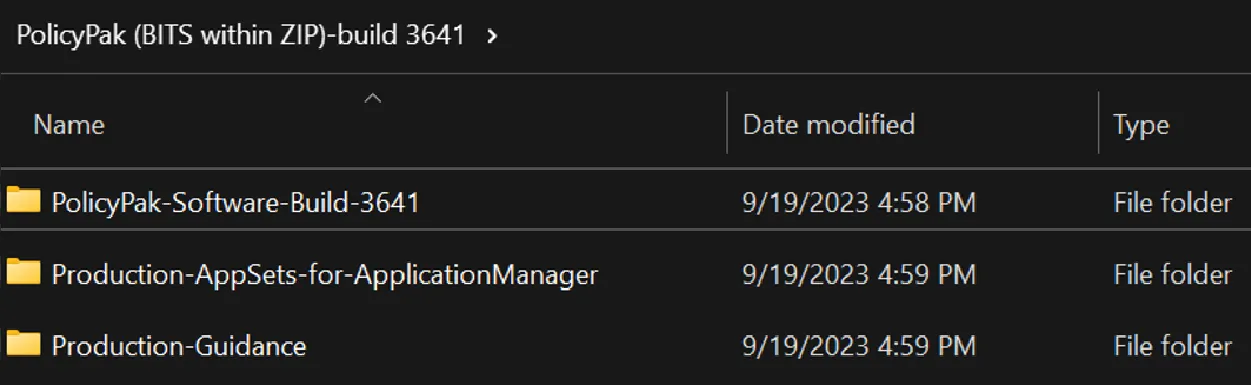 PolicyPak (BITS within ZIP)-build 3641 >
Name Date modified Type
PolicyPak-Software-Build-3641 9/19/2023 4:58 PM File folder
Production-AppSets-for-ApplicationManager 9/19/2023 4:59 PM File folder
Production-Guidance 9/19/2023 4:59 PM File folder